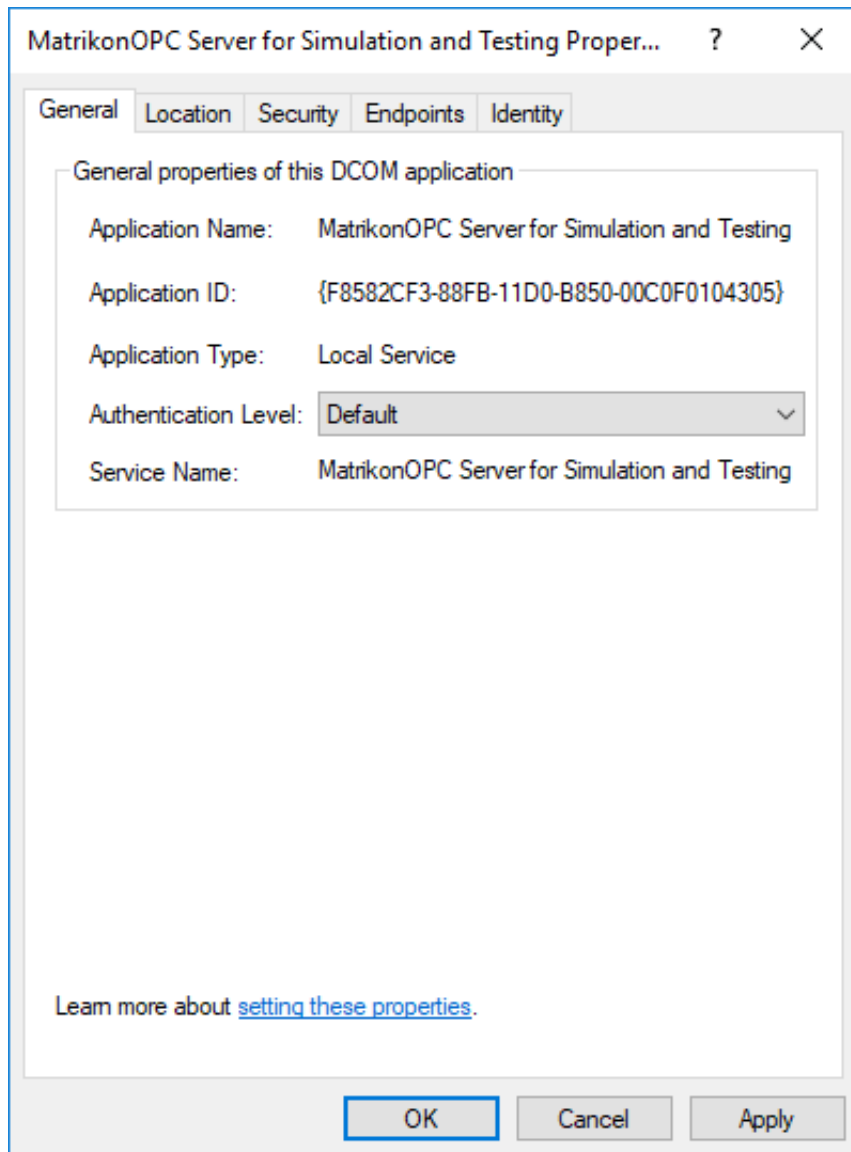 MatrikonOPC Server for Simulation and Testing Proper... ?
General Location Security Endpoints Identity
General properties of this DCOM application
Application Name: MatrikonOPC Server for Simulation and Testing
Application ID: {F8582CF3-88FB-11D0-B850-00C0F0104305}
Application Type: Local Service
Authentication Level: Default
Service Name: MatrikonOPC Server for Simulation and Testing
Learn more about setting these properties.
OK Cancel Apply